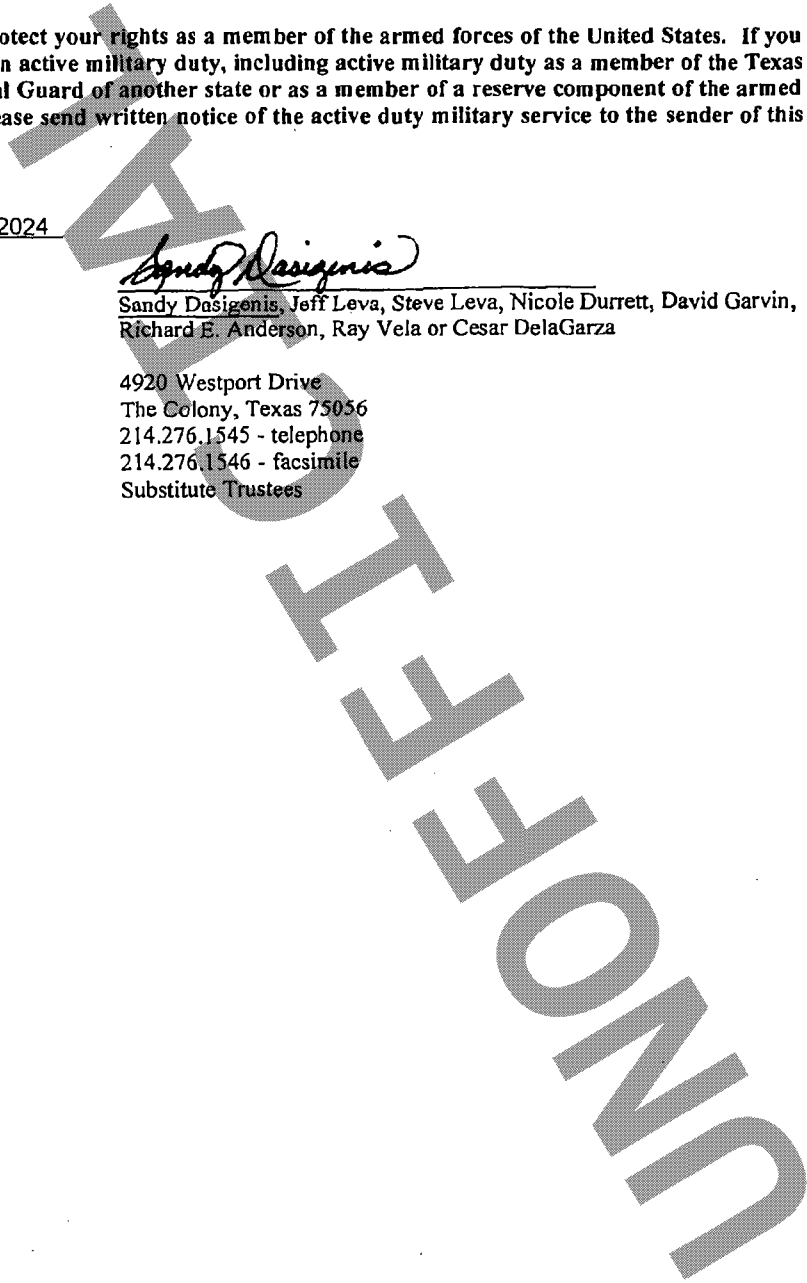 otect your rights as a member of the armed forces of the United States. If you
n active military duty, including active military duty as a member of the Texas
l Guard of another state or as a member of a reserve component of the armed
ease send written notice of the active duty military service to the sender of this
2024
Sandy Dasigenis
Sandy Dasigenis, Jeff Leva, Steve Leva, Nicole Durrett, David Garvin,
Richard E. Anderson, Ray Vela or Cesar DelaGarza
4920 Westport Drive
The Colony, Texas 75056
214.276.1545 - telephone
214.276.1546 - facsimile
Substitute Trustees
UNOFFICIAL